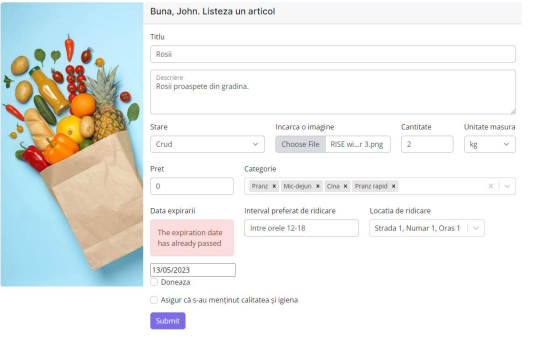 Buna, John. Listeza un articol
Titlu
Rosii
Descriere
Rosii proaspete din gradina.
Stare Incarca o imagine Cantitate Unitate masura
Crud Choose File RISE wi...r 3.png 2 kg
Pret Categorie
0 Pranz × Mic-dejun × Cina × Pranz rapid × ×
Data expirarii Interval preferat de ridicare Locatia de ridicare
The expiration date Intre orele 12-18 Strada 1, Numar 1, Oras 1
has already passed
13/05/2023
Doneaza
Asigur că s-au menținut calitatea și igiena
Submit